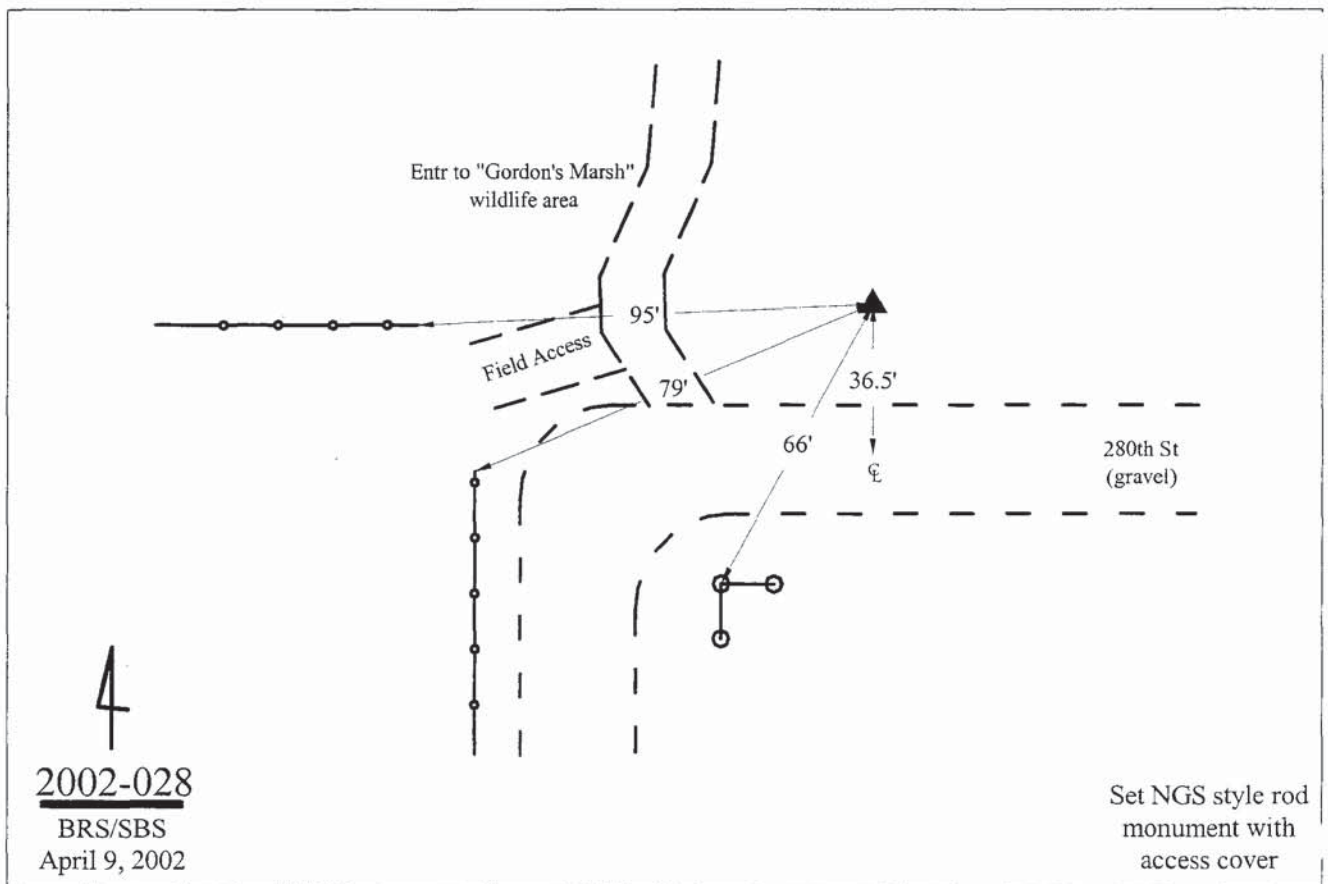 Entr to "Gordon's Marsh"
wildlife area
95'
Field Access
79'
36.5'
66'
℄
280th St
(gravel)
2002-028
BRS/SBS
April 9, 2002
Set NGS style rod
monument with
access cover